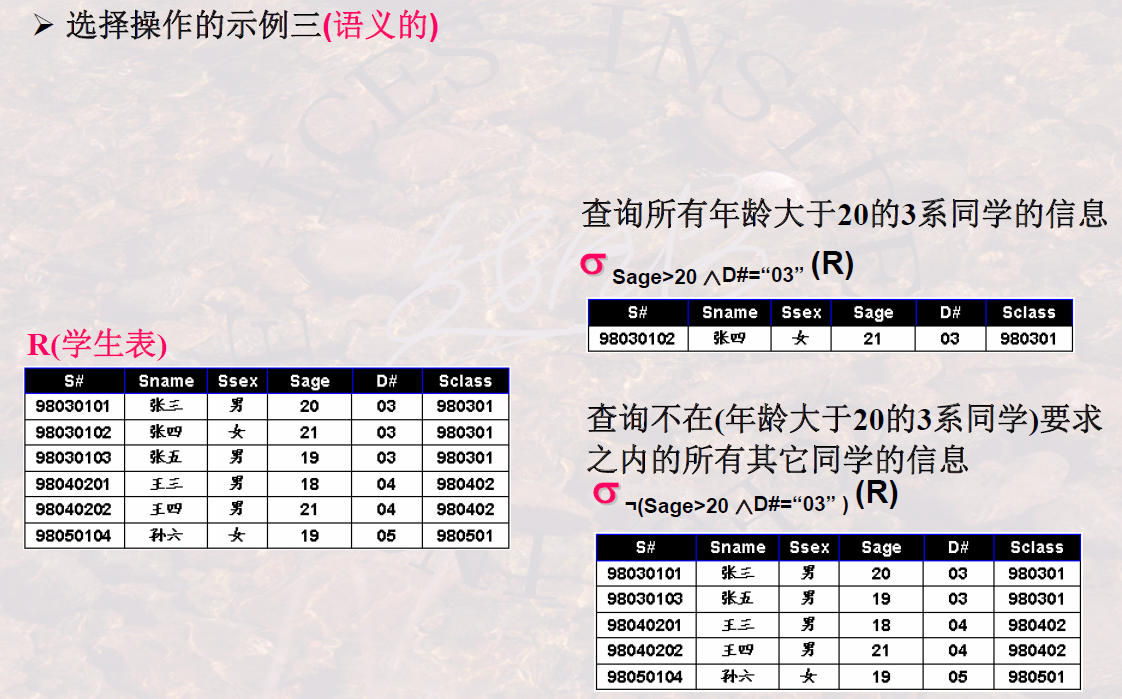 ➢ 选择操作的示例三(语义的)
查询所有年龄大于20的3系同学的信息
σ Sage>20 ∧D#=“03” (R)
S# Sname Ssex Sage D# Sclass
98030102 张四 女 21 03 980301
R(学生表)
S# Sname Ssex Sage D# Sclass
98030101 张三 男 20 03 980301
98030102 张四 女 21 03 980301
98030103 张五 男 19 03 980301
98040201 王三 男 18 04 980402
98040202 王四 男 21 04 980402
98050104 孙六 女 19 05 980501
查询不在(年龄大于20的3系同学)要求
之内的所有其它同学的信息
σ ¬(Sage>20 ∧D#=“03” ) (R)
S# Sname Ssex Sage D# Sclass
98030101 张三 男 20 03 980301
98030103 张五 男 19 03 980301
98040201 王三 男 18 04 980402
98040202 王四 男 21 04 980402
98050104 孙六 女 19 05 980501